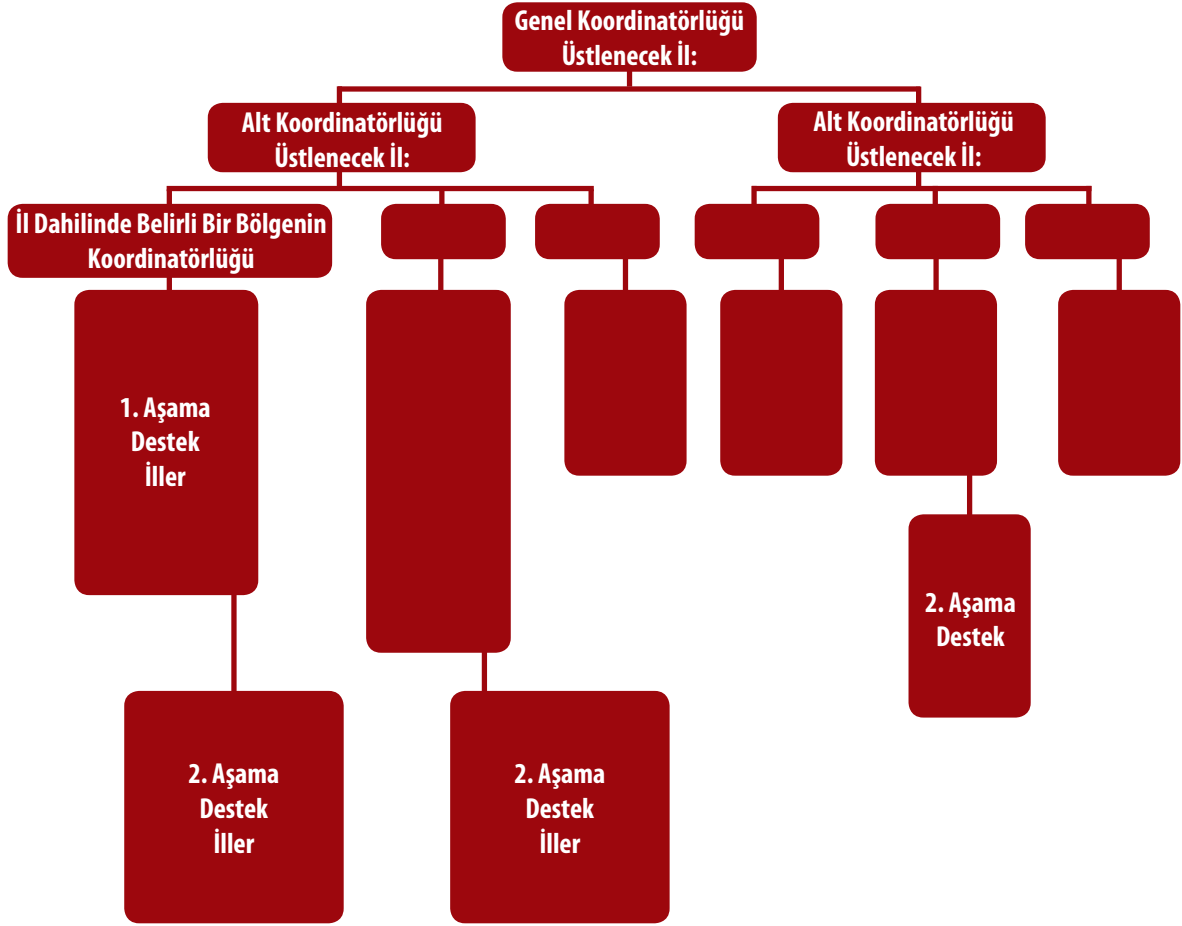 Genel Koordinatörlüğü
Üstlenecek İl:
Alt Koordinatörlüğü
Üstlenecek İl:
Alt Koordinatörlüğü
Üstlenecek İl:
İl Dahilinde Belirli Bir Bölgenin
Koordinatörlüğü
1. Aşama
Destek
İller
2. Aşama
Destek
2. Aşama
Destek
İller
2. Aşama
Destek
İller